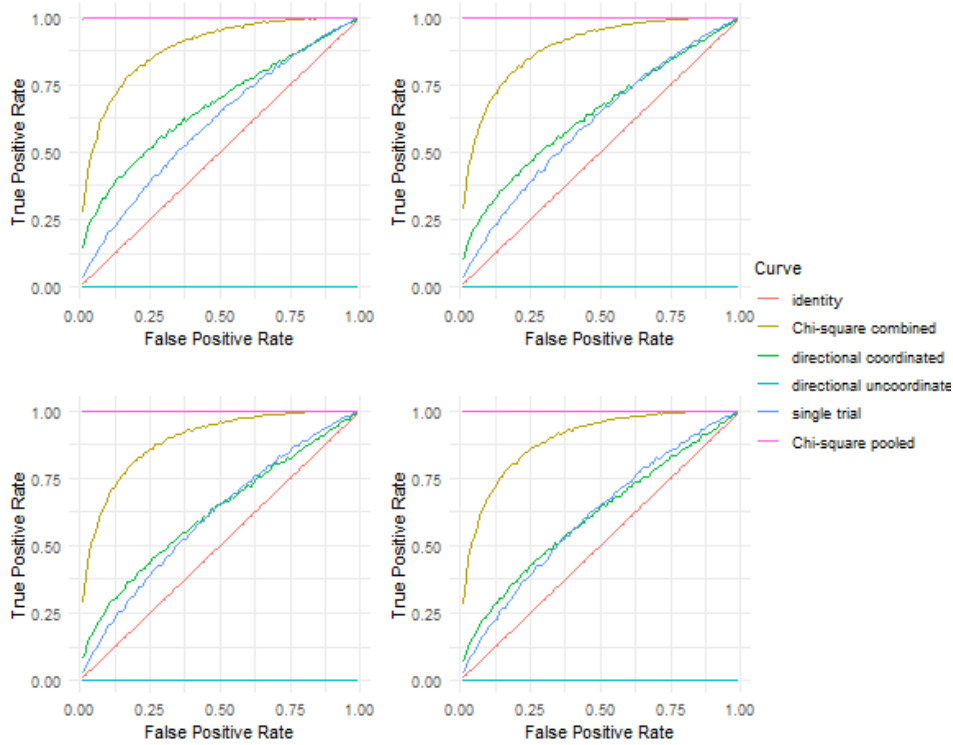 1.00
0.75
0.50
0.25
0.00
True Positive Rate
0.00 0.25 0.50 0.75 1.00
False Positive Rate
1.00
0.75
0.50
0.25
0.00
True Positive Rate
0.00 0.25 0.50 0.75 1.00
False Positive Rate
Curve
identity
Chi-square combined
directional coordinated
directional uncoordinate
single trial
Chi-square pooled
1.00
0.75
0.50
0.25
0.00
True Positive Rate
0.00 0.25 0.50 0.75 1.00
False Positive Rate
1.00
0.75
0.50
0.25
0.00
True Positive Rate
0.00 0.25 0.50 0.75 1.00
False Positive Rate